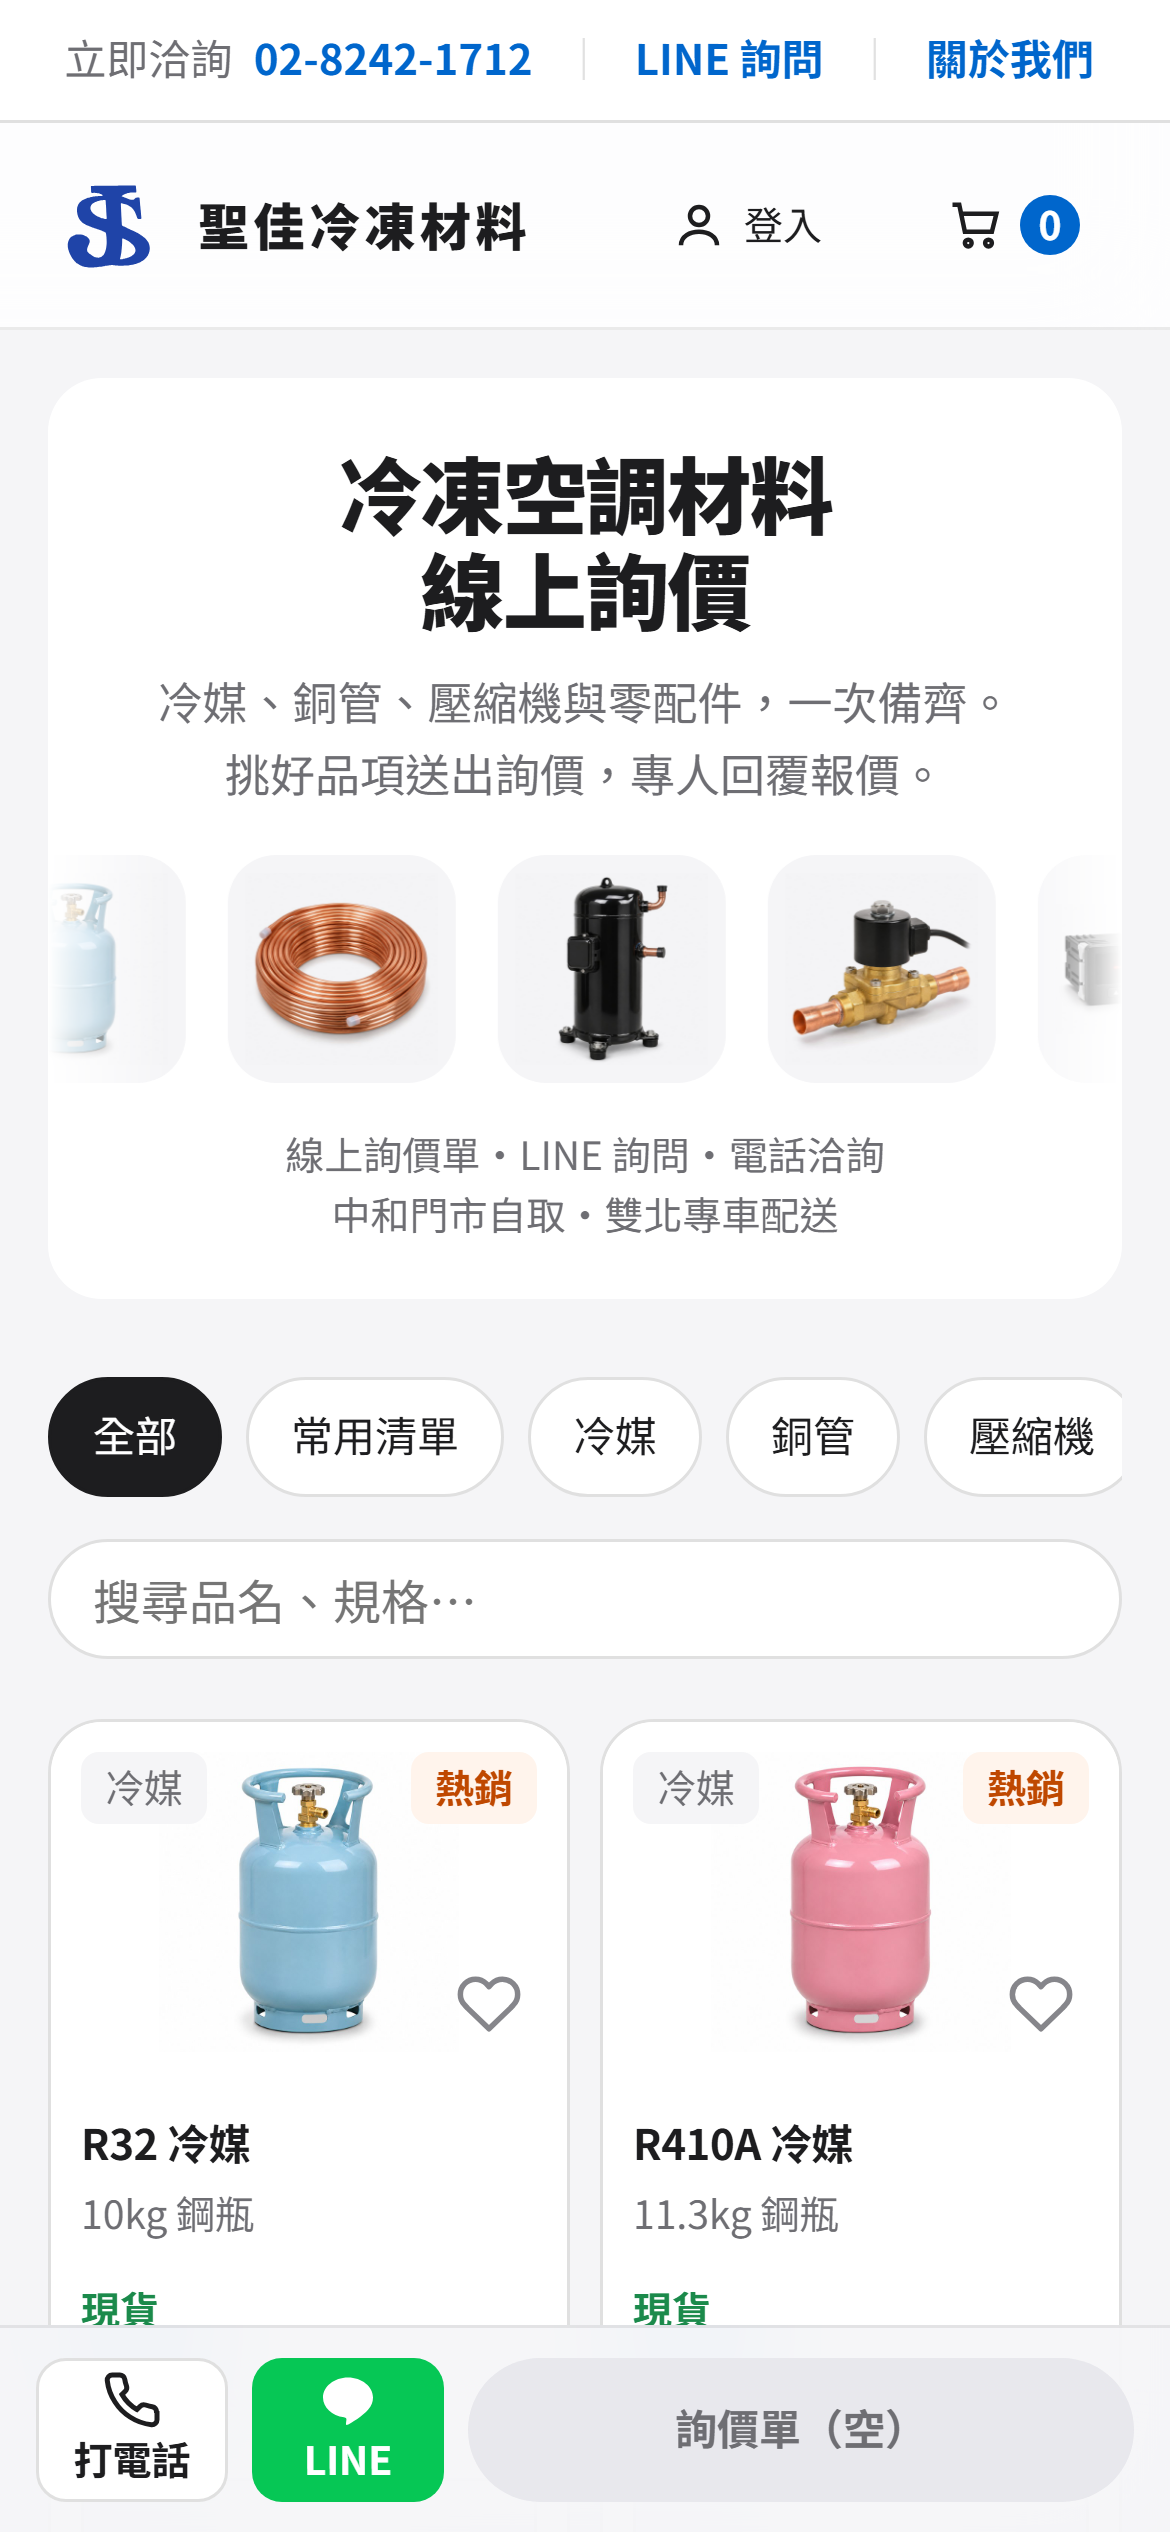 立即洽詢 02-8242-1712 LINE 詢問 關於我們
聖佳冷凍材料 登入 0
冷凍空調材料
線上詢價
冷媒、銅管、壓縮機與零配件，一次備齊。
挑好品項送出詢價，專人回覆報價。
線上詢價單・LINE 詢問・電話洽詢
中和門市自取・雙北專車配送
全部 常用清單 冷媒 銅管 壓縮機
搜尋品名、規格…
冷媒 熱銷 冷媒 熱銷
R32 冷媒 R410A 冷媒
10kg 鋼瓶 11.3kg 鋼瓶
現貨 現貨
打電話 LINE 詢價單（空）